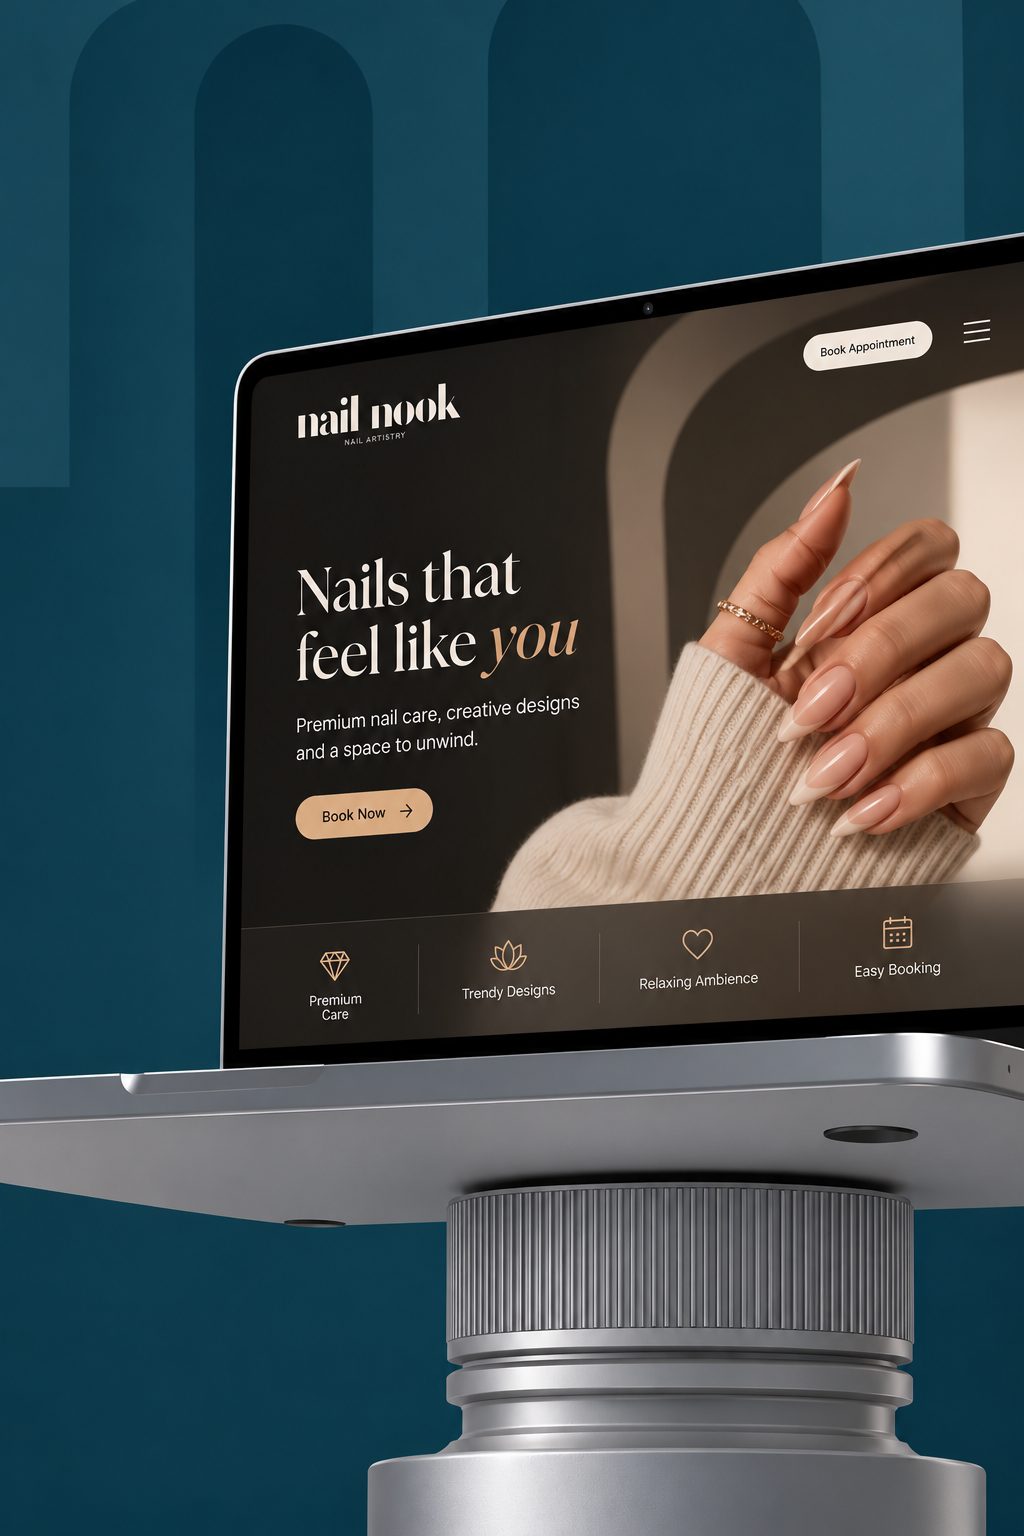 nail nook
NAIL ARTISTRY
Book Appointment
Nails that
feel like you
Premium nail care, creative designs
and a space to unwind.
Book Now
Premium
Care
Trendy Designs
Relaxing Ambience
Easy Booking